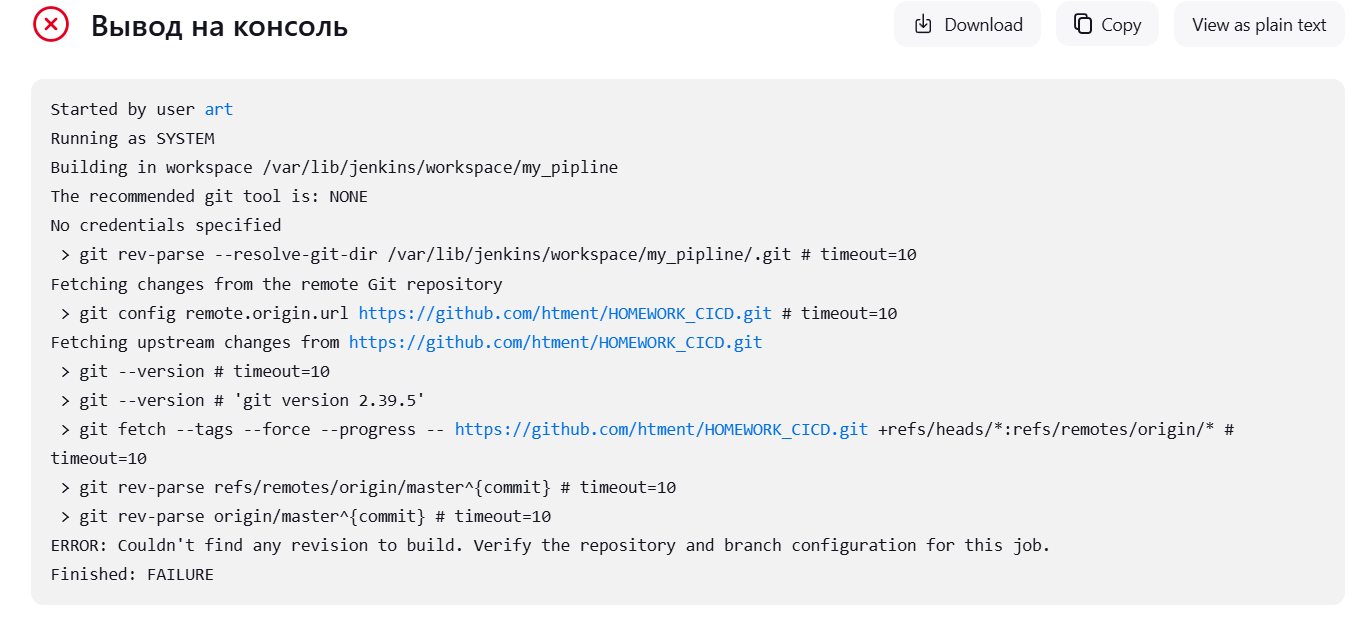 Вывод на консоль
Download
Copy
View as plain text
Started by user art
Running as SYSTEM
Building in workspace /var/lib/jenkins/workspace/my_pipline
The recommended git tool is: NONE
No credentials specified
 > git rev-parse --resolve-git-dir /var/lib/jenkins/workspace/my_pipline/.git # timeout=10
Fetching changes from the remote Git repository
 > git config remote.origin.url https://github.com/htment/HOMEWORK_CICD.git # timeout=10
Fetching upstream changes from https://github.com/htment/HOMEWORK_CICD.git
 > git --version # timeout=10
 > git --version # 'git version 2.39.5'
 > git fetch --tags --force --progress -- https://github.com/htment/HOMEWORK_CICD.git +refs/heads/*:refs/remotes/origin/* #
timeout=10
 > git rev-parse refs/remotes/origin/master^{commit} # timeout=10
 > git rev-parse origin/master^{commit} # timeout=10
ERROR: Couldn't find any revision to build. Verify the repository and branch configuration for this job.
Finished: FAILURE